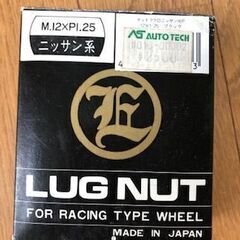 M.12×P1.25
ニッサン系
AUTO TECH
LUG NUT
FOR RACING TYPE WHEEL
MADE IN JAPAN